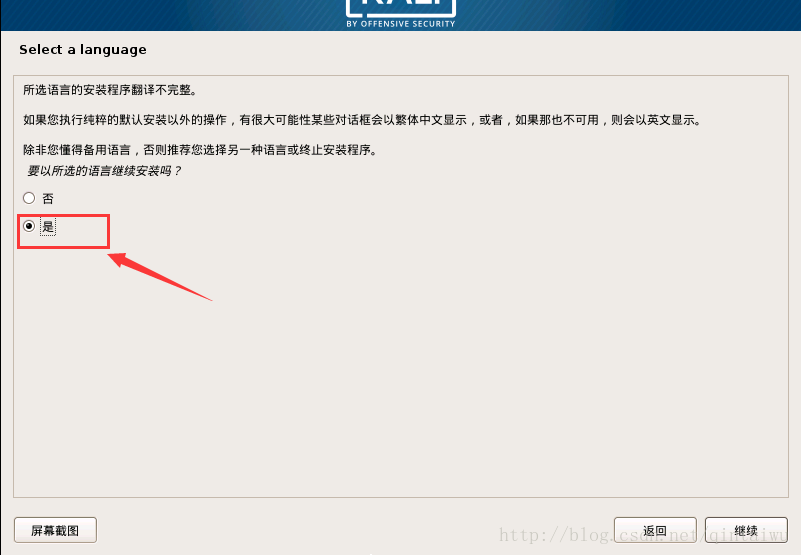 KALI
BY OFFENSIVE SECURITY
Select a language
所选语言的安装程序翻译不完整。
如果您执行纯粹的默认安装以外的操作，有很大可能性某些对话框会以繁体中文显示，或者，如果那也不可用，则会以英文显示。
除非您懂得备用语言，否则推荐您选择另一种语言或终止安装程序。
要以所选的语言继续安装吗？
否
是
屏幕截图
返回
继续
http://blog.csdn.net/qintaiwu